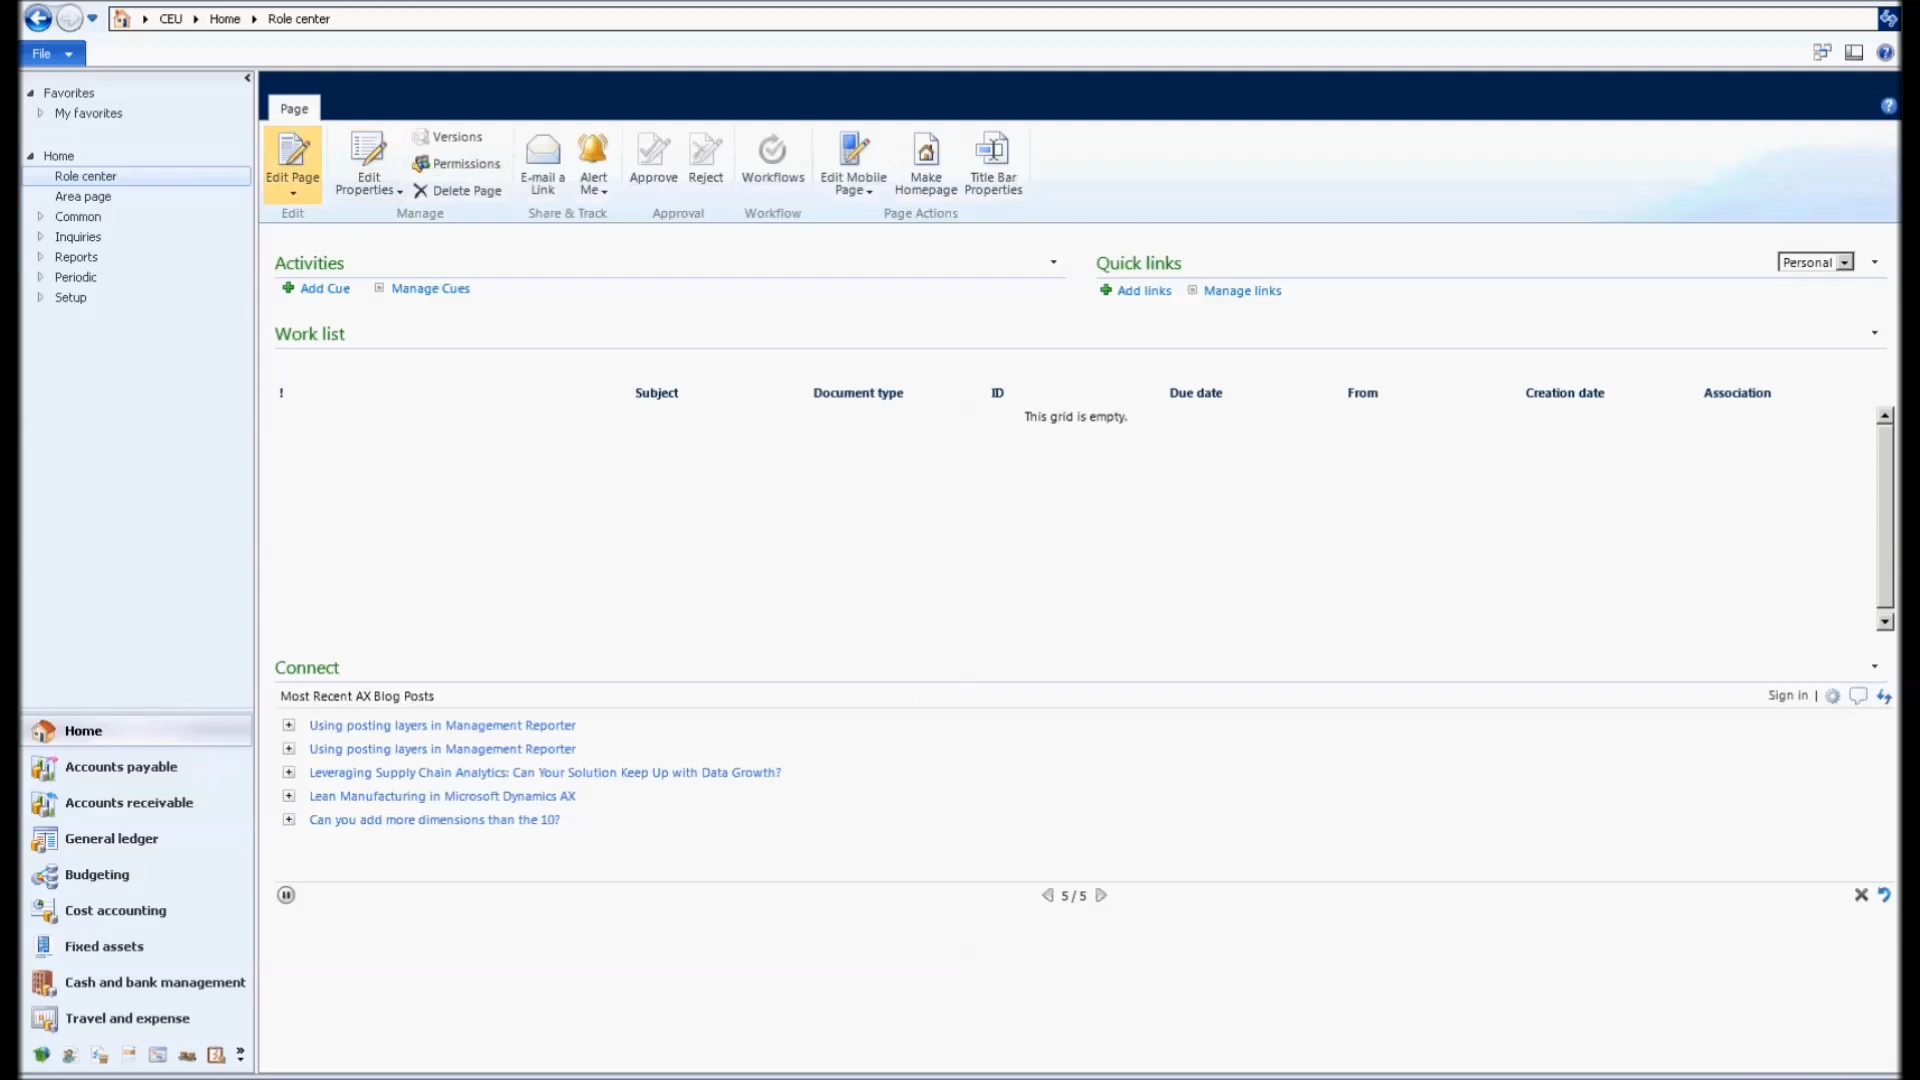 CEU Home Role center
File
Favorites
My favorites
Home
Role center
Area page
Common
Inquiries
Reports
Periodic
Setup
Home
Accounts payable
Accounts receivable
General ledger
Budgeting
Cost accounting
Fixed assets
Cash and bank management
Travel and expense
Page
Edit Page
Edit
Edit
Properties
Versions
Permissions
Delete Page
Manage
E-mail a
Link
Alert
Me
Share & Track
Approve
Reject
Approval
Workflows
Workflow
Edit Mobile
Page
Make
Homepage
Title Bar
Properties
Page Actions
Activities
Add Cue Manage Cues
Quick links
Personal
Add links Manage links
Work list
! Subject Document type ID Due date From Creation date Association
This grid is empty.
Connect
Most Recent AX Blog Posts
Sign in |
Using posting layers in Management Reporter
Using posting layers in Management Reporter
Leveraging Supply Chain Analytics: Can Your Solution Keep Up with Data Growth?
Lean Manufacturing in Microsoft Dynamics AX
Can you add more dimensions than the 10?
5 / 5